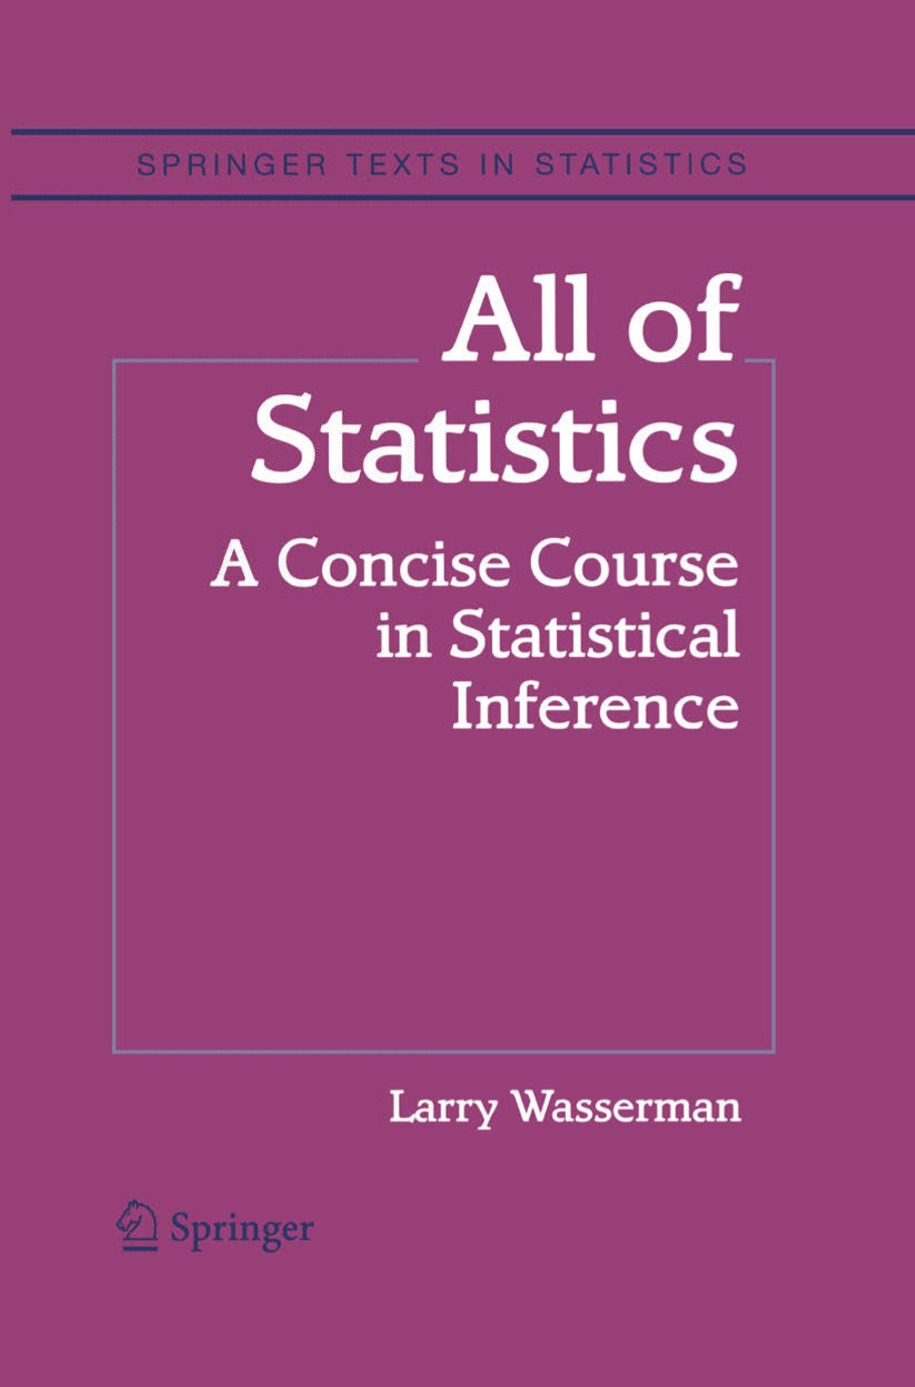 SPRINGER TEXTS IN STATISTICS
All of
Statistics
A Concise Course
in Statistical
Inference
Larry Wasserman
Springer